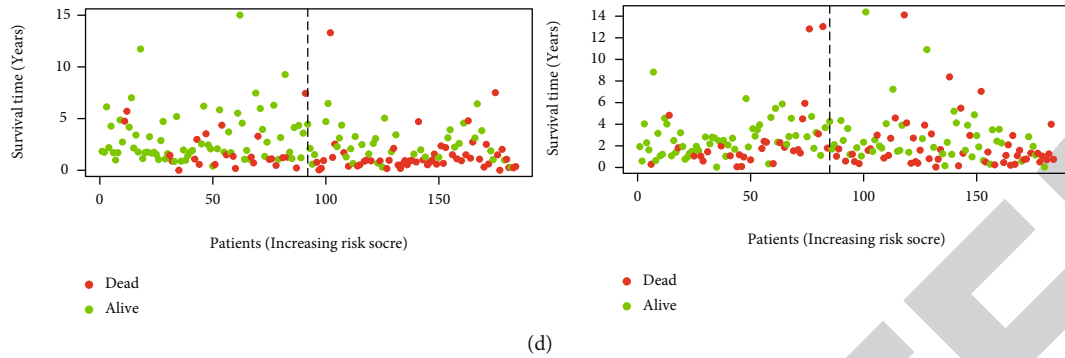 15
10
5
0
Survival time (Years)
0 50 100 150
Patients (Increasing risk socre)
Dead
Alive
14
12
10
8
6
4
2
0
Survival time (Years)
0 50 100 150
Patients (Increasing risk socre)
Dead
Alive
(d)